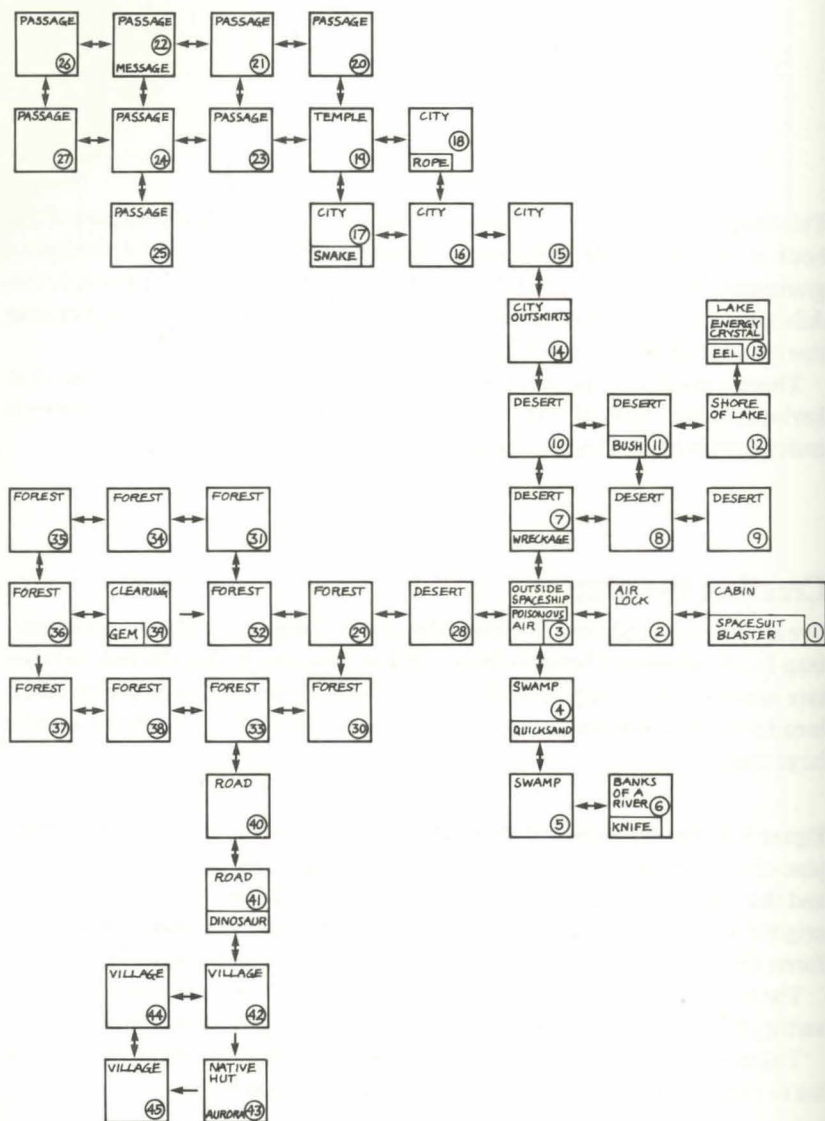 PASSAGE
26
PASSAGE
22
MESSAGE
PASSAGE
21
PASSAGE
20
PASSAGE
27
PASSAGE
24
PASSAGE
23
TEMPLE
19
CITY
18
ROPE
PASSAGE
25
CITY
17
SNAKE
CITY
16
CITY
15
CITY
OUTSKIRTS
14
LAKE
ENERGY
CRYSTAL
EEL 13
DESERT
10
DESERT
BUSH 11
SHORE
OF LAKE
12
DESERT
7
WRECKAGE
DESERT
8
DESERT
9
FOREST
35
FOREST
34
FOREST
31
FOREST
36
CLEARING
GEM 39
FOREST
32
FOREST
29
DESERT
28
OUTSIDE
SPACESHIP
POISONOUS
AIR 3
AIR
LOCK
2
CABIN
SPACESUIT
BLASTER 1
FOREST
37
FOREST
38
FOREST
33
FOREST
30
SWAMP
4
QUICKSAND
ROAD
40
SWAMP
5
BANKS
OF A
RIVER 6
KNIFE
ROAD
41
DINOSAUR
VILLAGE
44
VILLAGE
42
VILLAGE
45
NATIVE
HUT
AURORA 43